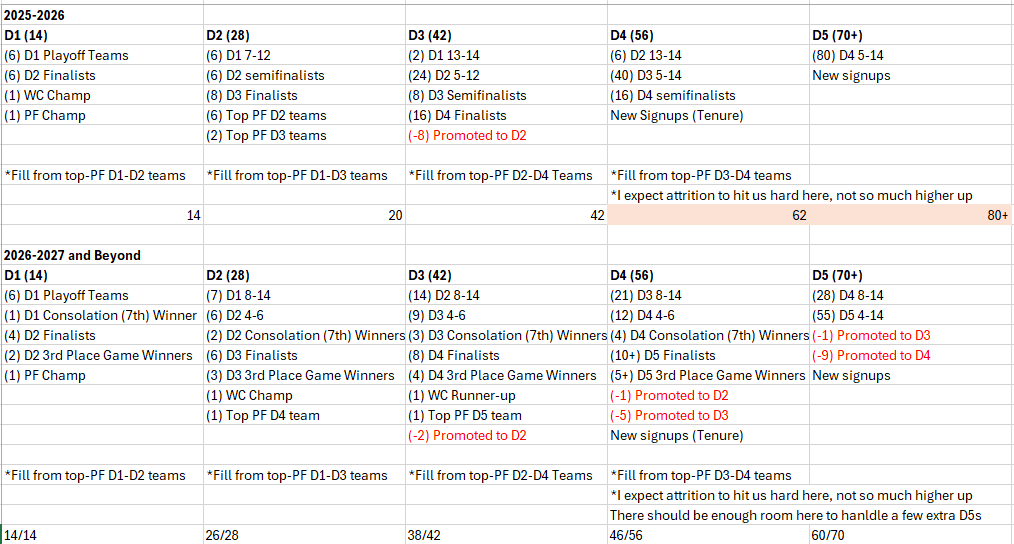 2025-2026
D1 (14) D2 (28) D3 (42) D4 (56) D5 (70+)
(6) D1 Playoff Teams (6) D1 7-12 (2) D1 13-14 (6) D2 13-14 (80) D4 5-14
(6) D2 Finalists (6) D2 semifinalists (24) D2 5-12 (40) D3 5-14 New signups
(1) WC Champ (8) D3 Finalists (8) D3 Semifinalists (16) D4 semifinalists
(1) PF Champ (6) Top PF D2 teams (16) D4 Finalists New Signups (Tenure)
(2) Top PF D3 teams (-8) Promoted to D2
*Fill from top-PF D1-D2 teams *Fill from top-PF D1-D3 teams *Fill from top-PF D2-D4 Teams *Fill from top-PF D3-D4 teams
*I expect attrition to hit us hard here, not so much higher up
14 20 42 62 80+
2026-2027 and Beyond
D1 (14) D2 (28) D3 (42) D4 (56) D5 (70+)
(6) D1 Playoff Teams (7) D1 8-14 (14) D2 8-14 (21) D3 8-14 (28) D4 8-14
(1) D1 Consolation (7th) Winner (6) D2 4-6 (9) D3 4-6 (12) D4 4-6 (55) D5 4-14
(4) D2 Finalists (2) D2 Consolation (7th) Winners (3) D3 Consolation (7th) Winners (4) D4 Consolation (7th) Winners (-1) Promoted to D3
(2) D2 3rd Place Game Winners (6) D3 Finalists (8) D4 Finalists (10+) D5 Finalists (-9) Promoted to D4
(1) PF Champ (3) D3 3rd Place Game Winners (4) D4 3rd Place Game Winners (5+) D5 3rd Place Game Winners New signups
(1) WC Champ (1) WC Runner-up (-1) Promoted to D2
(1) Top PF D4 team (1) Top PF D5 team (-5) Promoted to D3
(-2) Promoted to D2 New signups (Tenure)
*Fill from top-PF D1-D2 teams *Fill from top-PF D1-D3 teams *Fill from top-PF D2-D4 Teams *Fill from top-PF D3-D4 teams
*I expect attrition to hit us hard here, not so much higher up
There should be enough room here to hanldle a few extra D5s
14/14 26/28 38/42 46/56 60/70